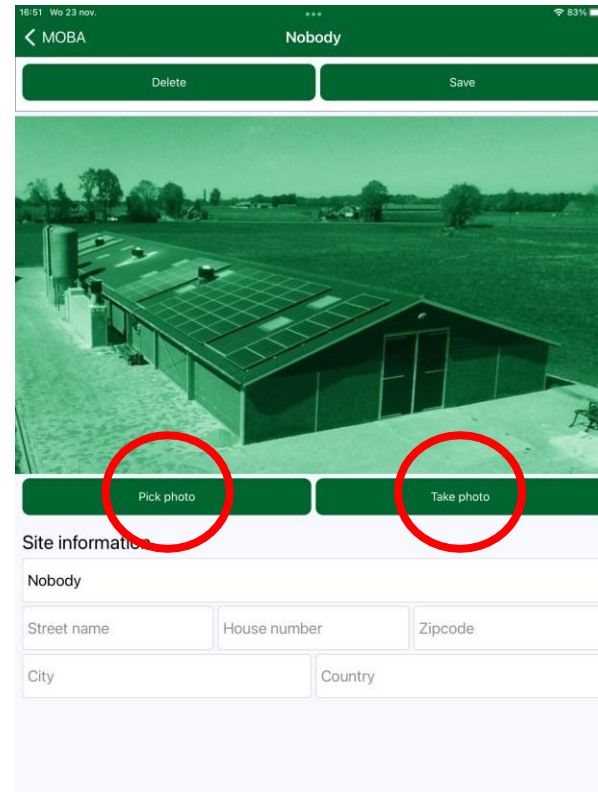 16:51 Wo 23 nov.
83%
MOBA
Nobody
Delete
Save
Pick photo
Take photo
Site information
Nobody
Street name
House number
Zipcode
City
Country